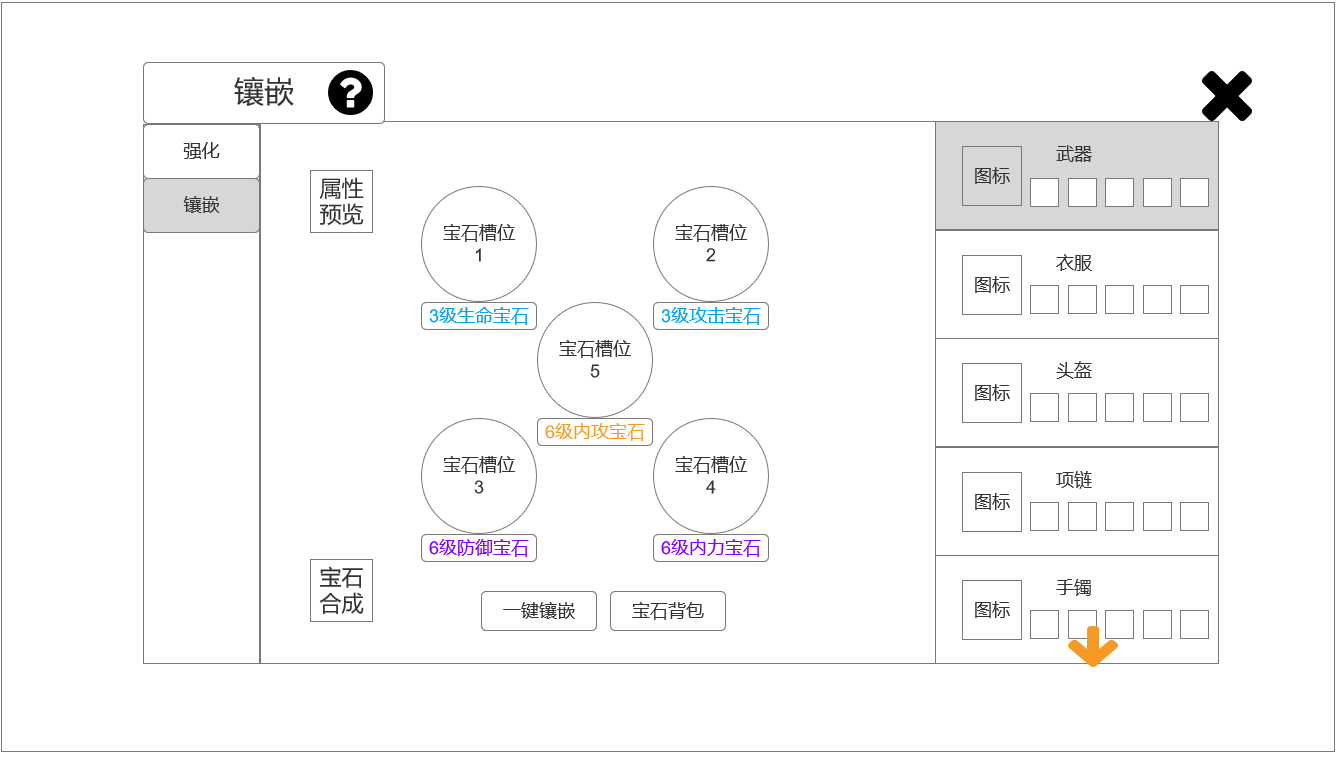 镶嵌
?
强化
镶嵌
属性
预览
宝石槽位
1
3级生命宝石
宝石槽位
2
3级攻击宝石
宝石槽位
5
6级内攻宝石
宝石槽位
3
6级防御宝石
宝石槽位
4
6级内力宝石
宝石
合成
一键镶嵌
宝石背包
武器
图标
衣服
图标
头盔
图标
项链
图标
手镯
图标